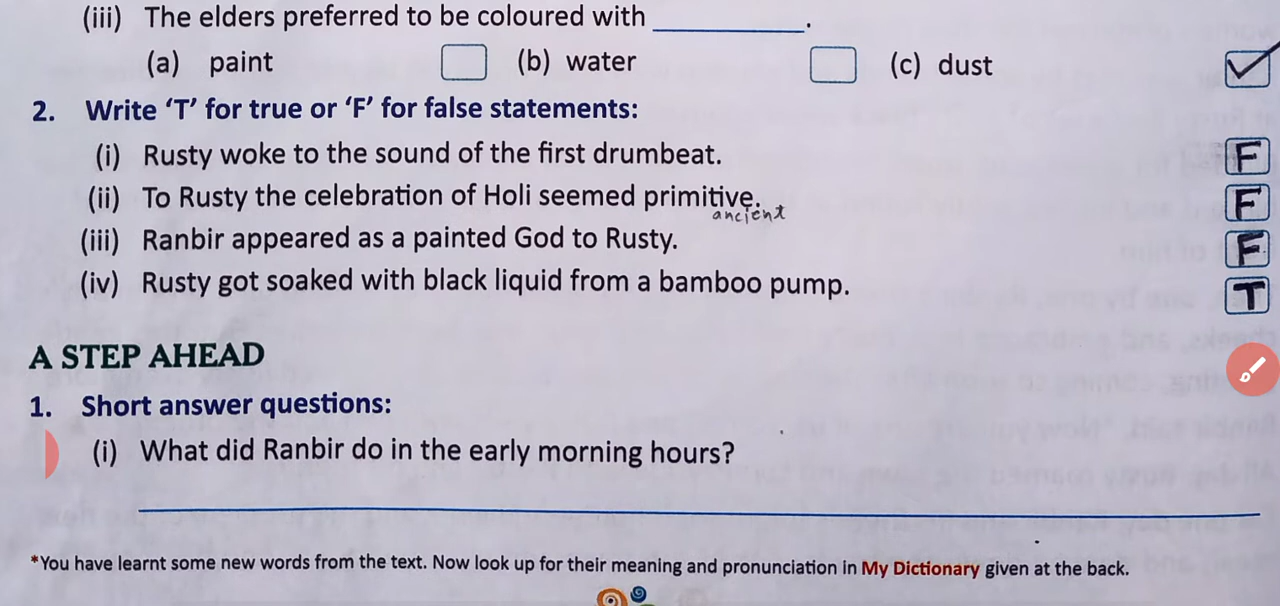 (iii) The elders preferred to be coloured with ____________.
(a) paint (b) water (c) dust ✓
2. Write ‘T’ for true or ‘F’ for false statements:
(i) Rusty woke to the sound of the first drumbeat. F
(ii) To Rusty the celebration of Holi seemed primitive. F
ancient
(iii) Ranbir appeared as a painted God to Rusty. F
(iv) Rusty got soaked with black liquid from a bamboo pump. T
A STEP AHEAD
1. Short answer questions:
(i) What did Ranbir do in the early morning hours?
*You have learnt some new words from the text. Now look up for their meaning and pronunciation in My Dictionary given at the back.